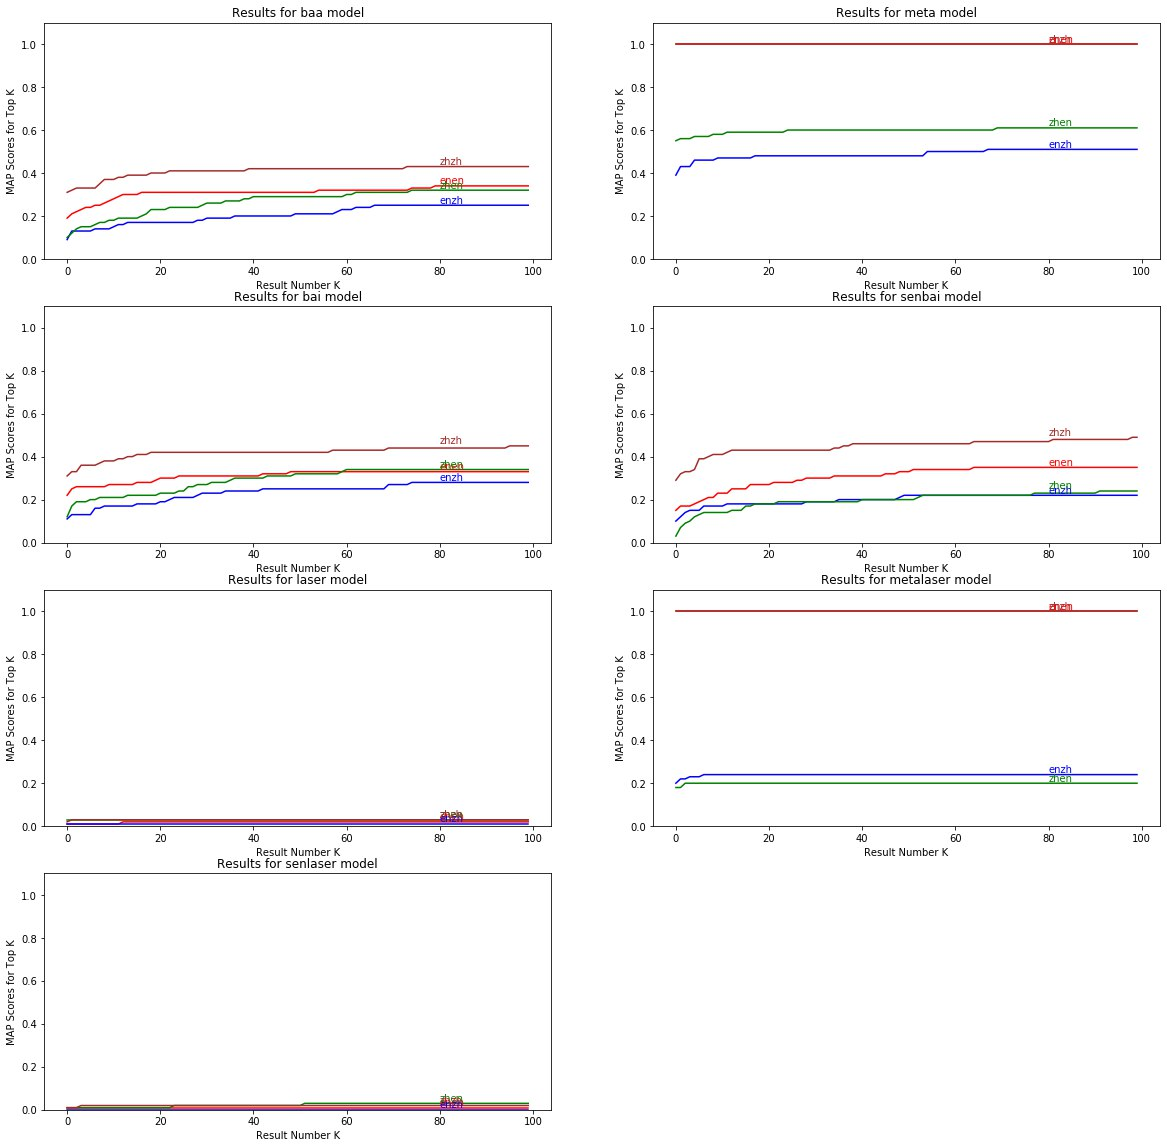 Results for baa model
MAP Scores for Top K
1.0
0.8
0.6
0.4
0.2
0.0
zhzh
enen
zhen
enzh
0 20 40 60 80 100
Result Number K
Results for meta model
MAP Scores for Top K
1.0
0.8
0.6
0.4
0.2
0.0
zhzh
enen
zhen
enzh
0 20 40 60 80 100
Result Number K
Results for bai model
MAP Scores for Top K
1.0
0.8
0.6
0.4
0.2
0.0
zhzh
zhen
enen
enzh
0 20 40 60 80 100
Result Number K
Results for senbai model
MAP Scores for Top K
1.0
0.8
0.6
0.4
0.2
0.0
zhzh
enen
zhen
enzh
0 20 40 60 80 100
Result Number K
Results for laser model
MAP Scores for Top K
1.0
0.8
0.6
0.4
0.2
0.0
zhzh
enzh
0 20 40 60 80 100
Result Number K
Results for metalaser model
MAP Scores for Top K
1.0
0.8
0.6
0.4
0.2
0.0
zhzh
enen
enzh
zhen
0 20 40 60 80 100
Result Number K
Results for senlaser model
MAP Scores for Top K
1.0
0.8
0.6
0.4
0.2
0.0
zhen
zhzh
enzh
0 20 40 60 80 100
Result Number K